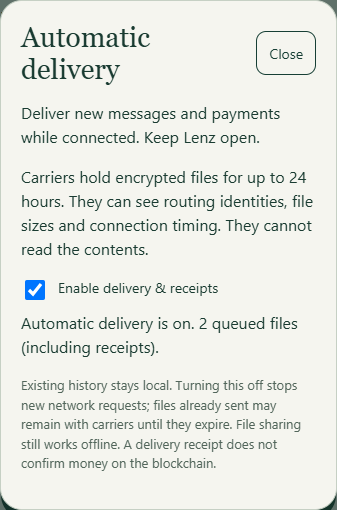 Automatic
delivery
Close
Deliver new messages and payments
while connected. Keep Lenz open.
Carriers hold encrypted files for up to 24
hours. They can see routing identities, file
sizes and connection timing. They cannot
read the contents.
Enable delivery & receipts
Automatic delivery is on. 2 queued files
(including receipts).
Existing history stays local. Turning this off stops
new network requests; files already sent may
remain with carriers until they expire. File sharing
still works offline. A delivery receipt does not
confirm money on the blockchain.